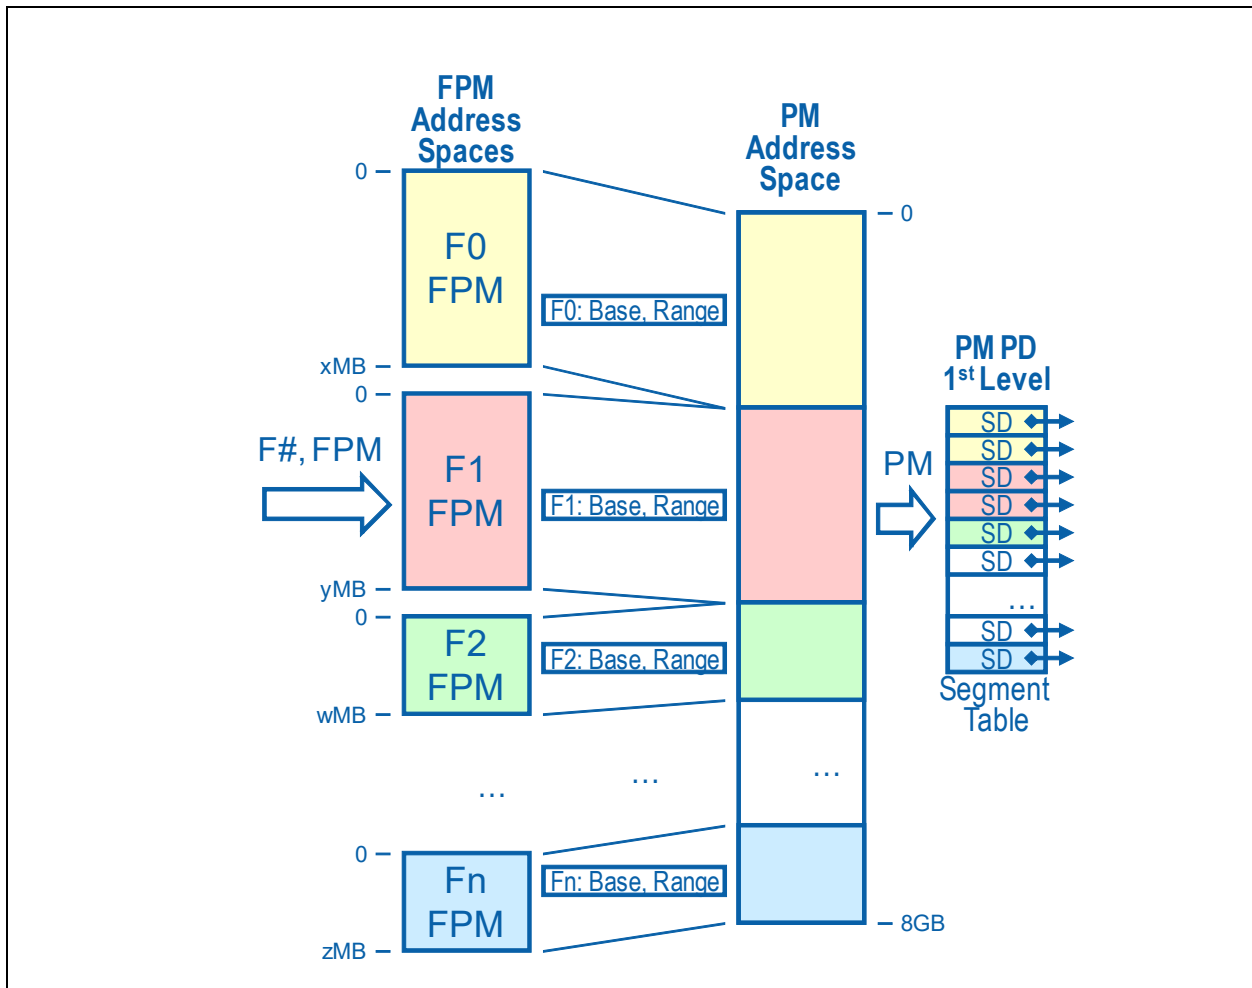 FPM
Address
Spaces
PM
Address
Space
0
0
F0
FPM
F0: Base, Range
xMB
PM PD
1st Level
0
SD
F#, FPM
SD
F1
FPM
PM
SD
F1: Base, Range
SD
SD
SD
yMB
...
0
SD
F2
FPM
F2: Base, Range
SD
Segment
Table
wMB
...
...
...
0
Fn
FPM
Fn: Base, Range
8GB
zMB